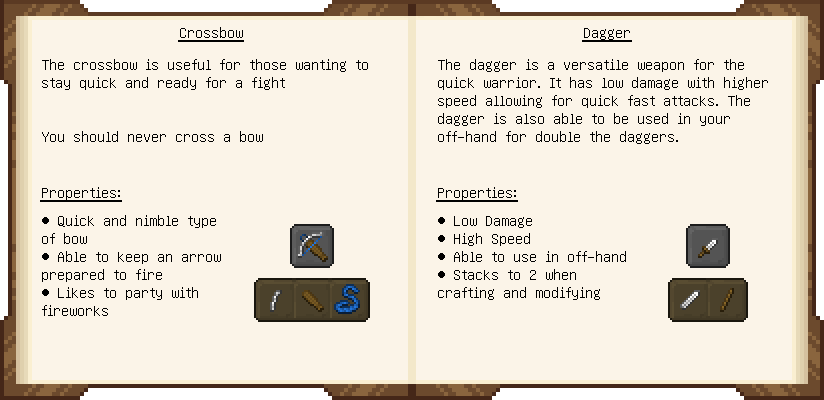 Crossbow
The crossbow is useful for those wanting to
stay quick and ready for a fight
You should never cross a bow
Properties:
● Quick and nimble type
of bow
● Able to keep an arrow
prepared to fire
● Likes to party with
fireworks
Dagger
The dagger is a versatile weapon for the
quick warrior. It has low damage with higher
speed allowing for quick fast attacks. The
dagger is also able to be used in your
off-hand for double the daggers.
Properties:
● Low Damage
● High Speed
● Able to use in off-hand
● Stacks to 2 when
crafting and modifying